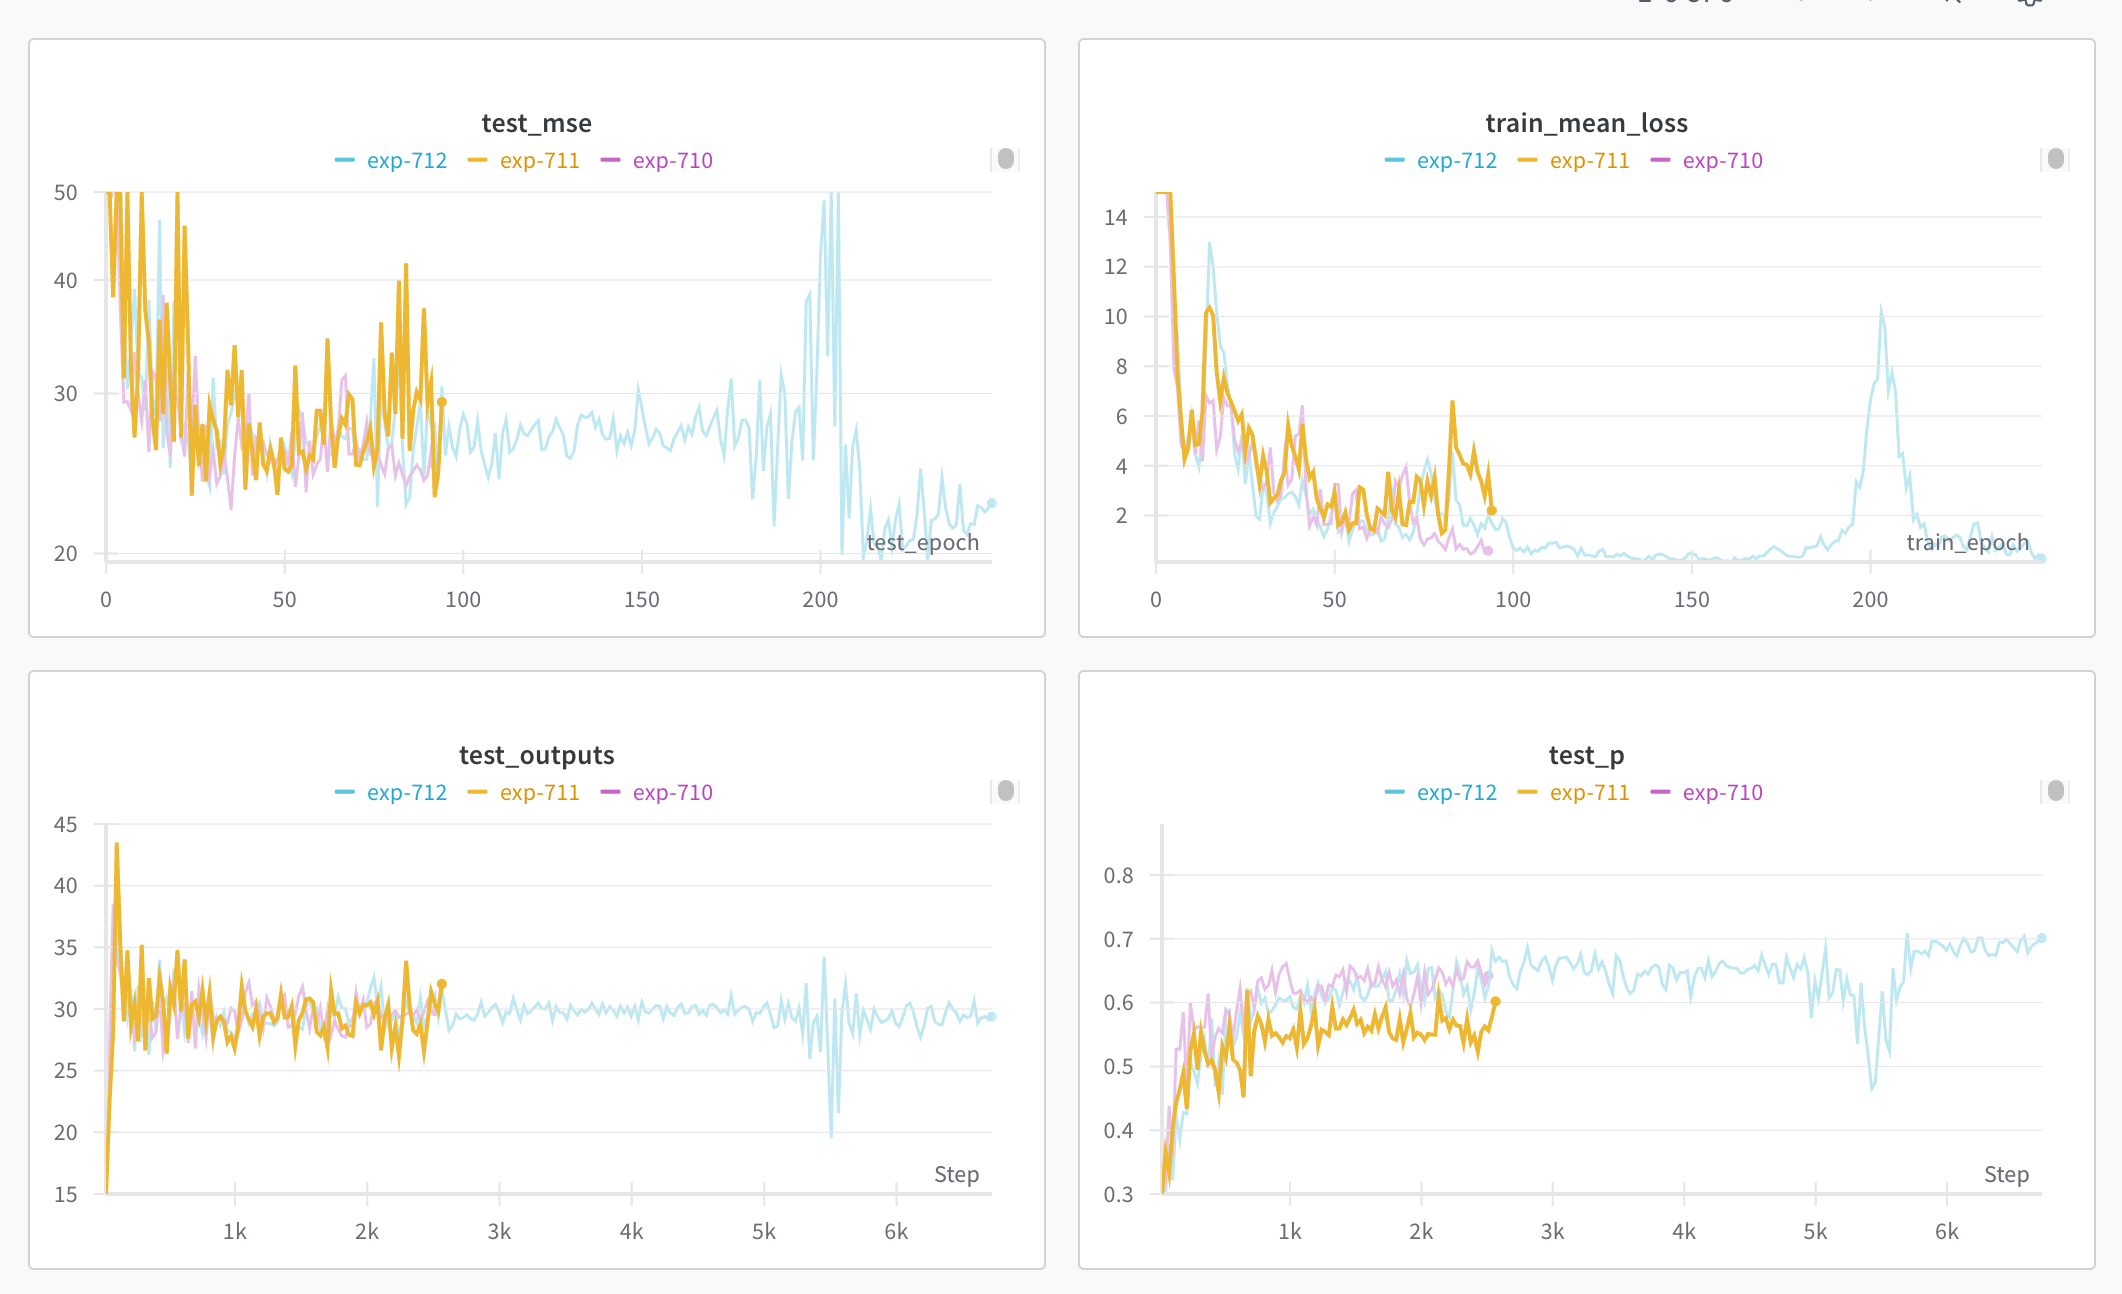 test_mse
exp-712 exp-711 exp-710
50
40
30
20
test_epoch
0 50 100 150 200
train_mean_loss
exp-712 exp-711 exp-710
14
12
10
8
6
4
2
train_epoch
0 50 100 150 200
test_outputs
exp-712 exp-711 exp-710
45
40
35
30
25
20
15
Step
1k 2k 3k 4k 5k 6k
test_p
exp-712 exp-711 exp-710
0.8
0.7
0.6
0.5
0.4
0.3
Step
1k 2k 3k 4k 5k 6k